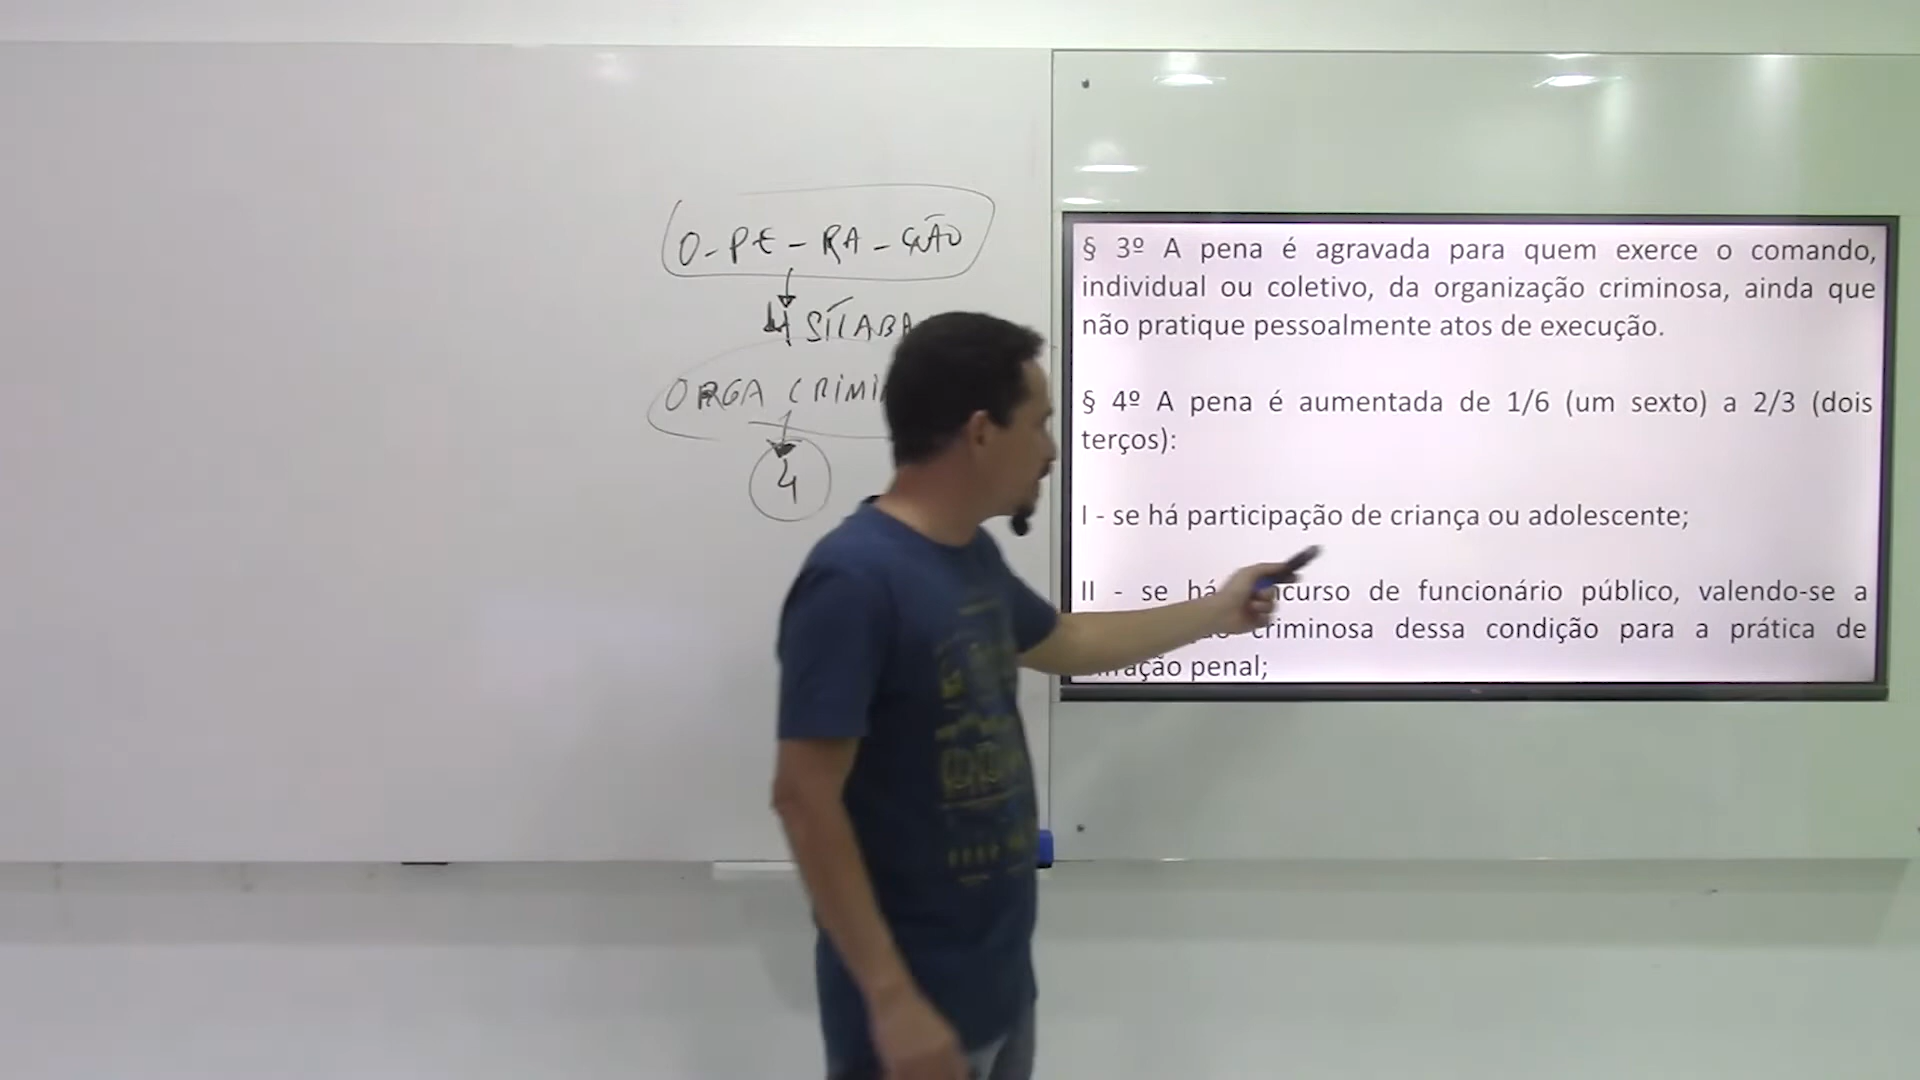 O-PE-RA-ÇÃO
4 SÍLABA
ORGA CRIMI
4
§ 3º A pena é agravada para quem exerce o comando,
individual ou coletivo, da organização criminosa, ainda que
não pratique pessoalmente atos de execução.
§ 4º A pena é aumentada de 1/6 (um sexto) a 2/3 (dois
terços):
I - se há participação de criança ou adolescente;
II - se há curso de funcionário público, valendo-se a
criminosa dessa condição para a prática de
ração penal;